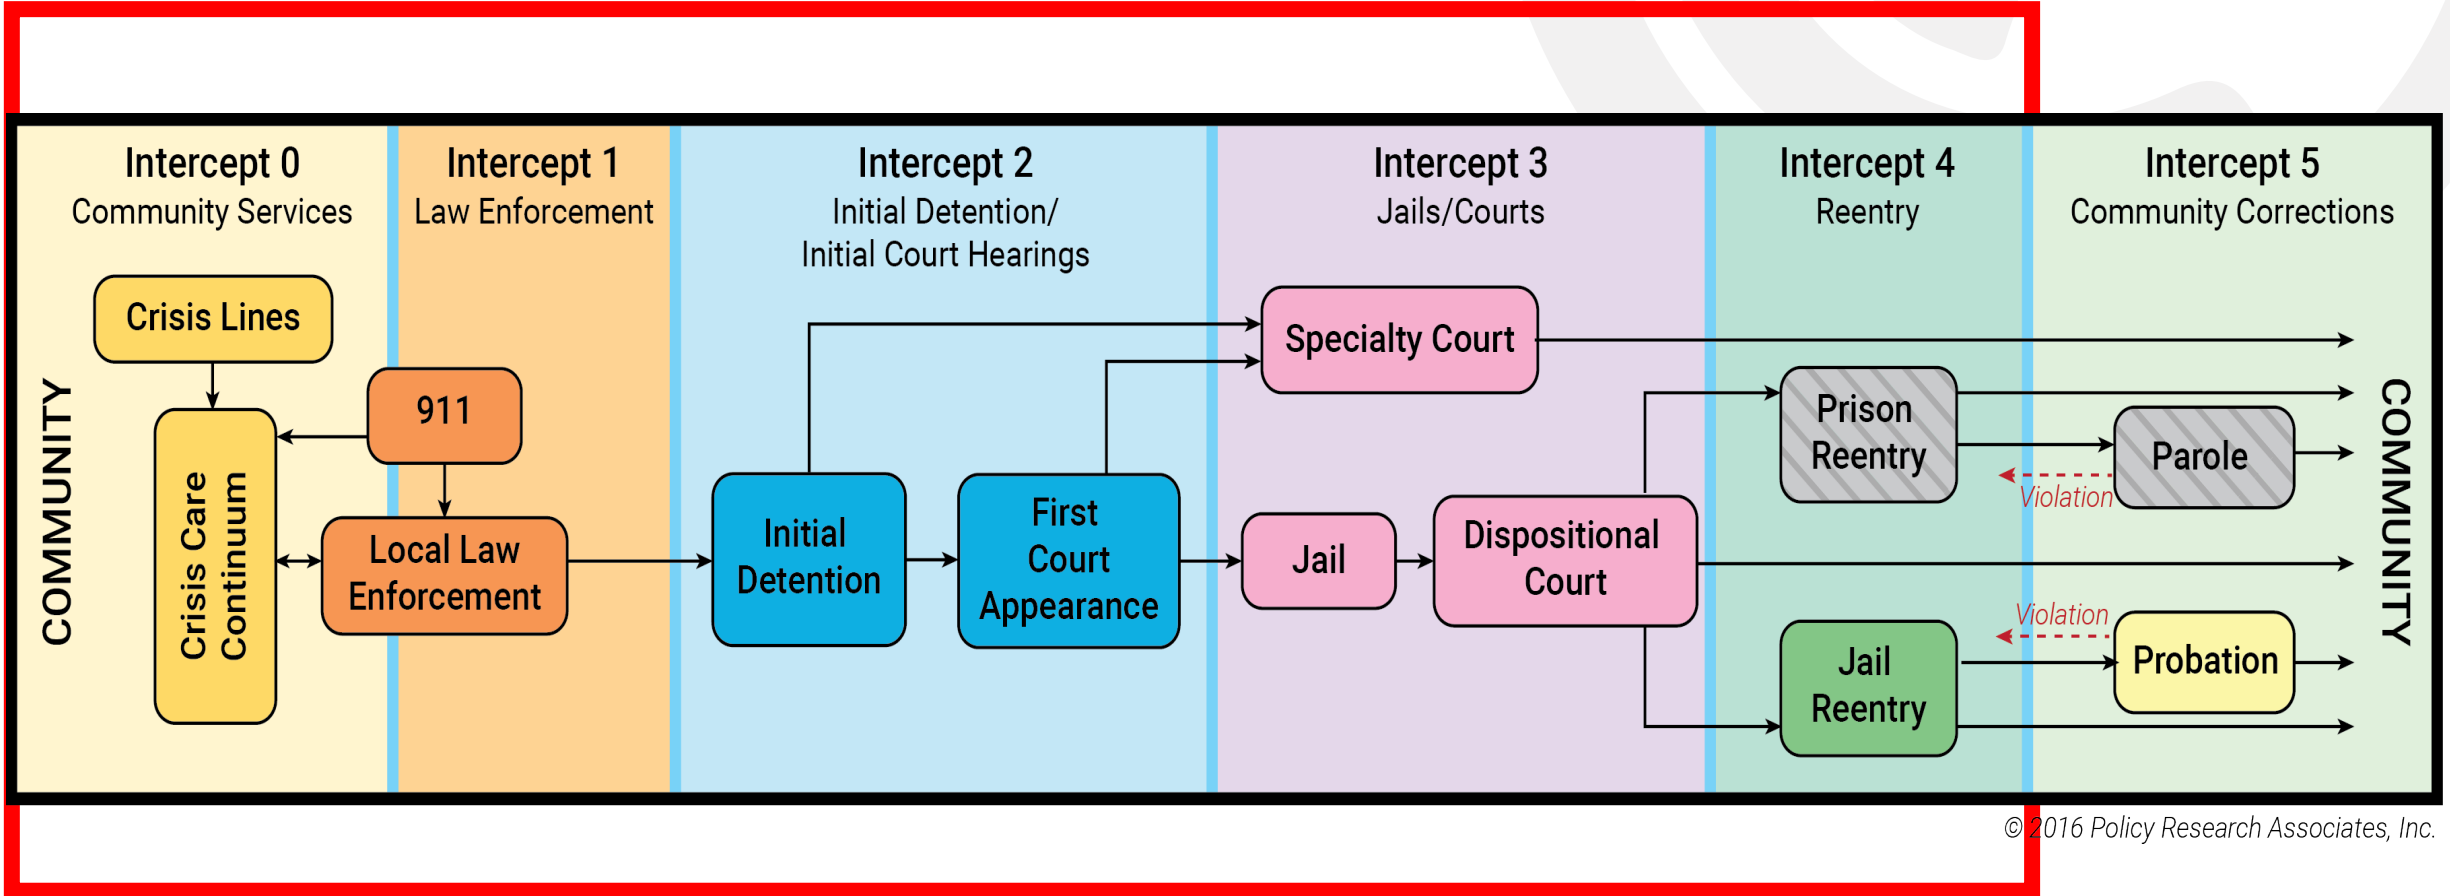 Intercept 0
Community Services
Intercept 1
Law Enforcement
Intercept 2
Initial Detention/
Initial Court Hearings
Intercept 3
Jails/Courts
Intercept 4
Reentry
Intercept 5
Community Corrections
COMMUNITY
Crisis Lines
Crisis Care
Continuum
911
Local Law
Enforcement
Initial
Detention
First
Court
Appearance
Specialty Court
Jail
Dispositional
Court
Prison
Reentry
Parole
Violation
Jail
Reentry
Violation
Probation
COMMUNITY
© 2016 Policy Research Associates, Inc.